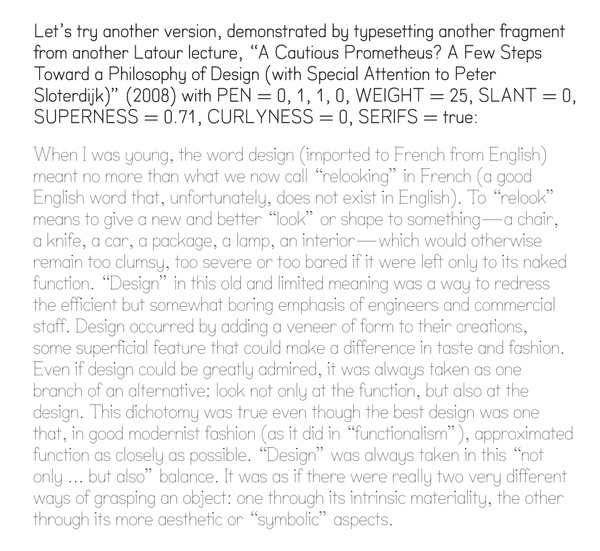 Let’s try another version, demonstrated by typesetting another fragment
from another Latour lecture, “A Cautious Prometheus? A Few Steps
Toward a Philosophy of Design (with Special Attention to Peter
Sloterdijk)” (2008) with PEN = 0, 1, 1, 0, WEIGHT = 25, SLANT = 0,
SUPERNESS = 0.71, CURLYNESS = 0, SERIFS = true:
When I was young, the word design (imported to French from English)
meant no more than what we now call “relooking” in French (a good
English word that, unfortunately, does not exist in English). To “relook”
means to give a new and better “look” or shape to something—a chair,
a knife, a car, a package, a lamp, an interior—which would otherwise
remain too clumsy, too severe or too bared if it were left only to its naked
function. “Design” in this old and limited meaning was a way to redress
the efficient but somewhat boring emphasis of engineers and commercial
staff. Design occurred by adding a veneer of form to their creations,
some superficial feature that could make a difference in taste and fashion.
Even if design could be greatly admired, it was always taken as one
branch of an alternative: look not only at the function, but also at the
design. This dichotomy was true even though the best design was one
that, in good modernist fashion (as it did in “functionalism”), approximated
function as closely as possible. “Design” was always taken in this “not
only ... but also” balance. It was as if there were really two very different
ways of grasping an object: one through its intrinsic materiality, the other
through its more aesthetic or “symbolic” aspects.